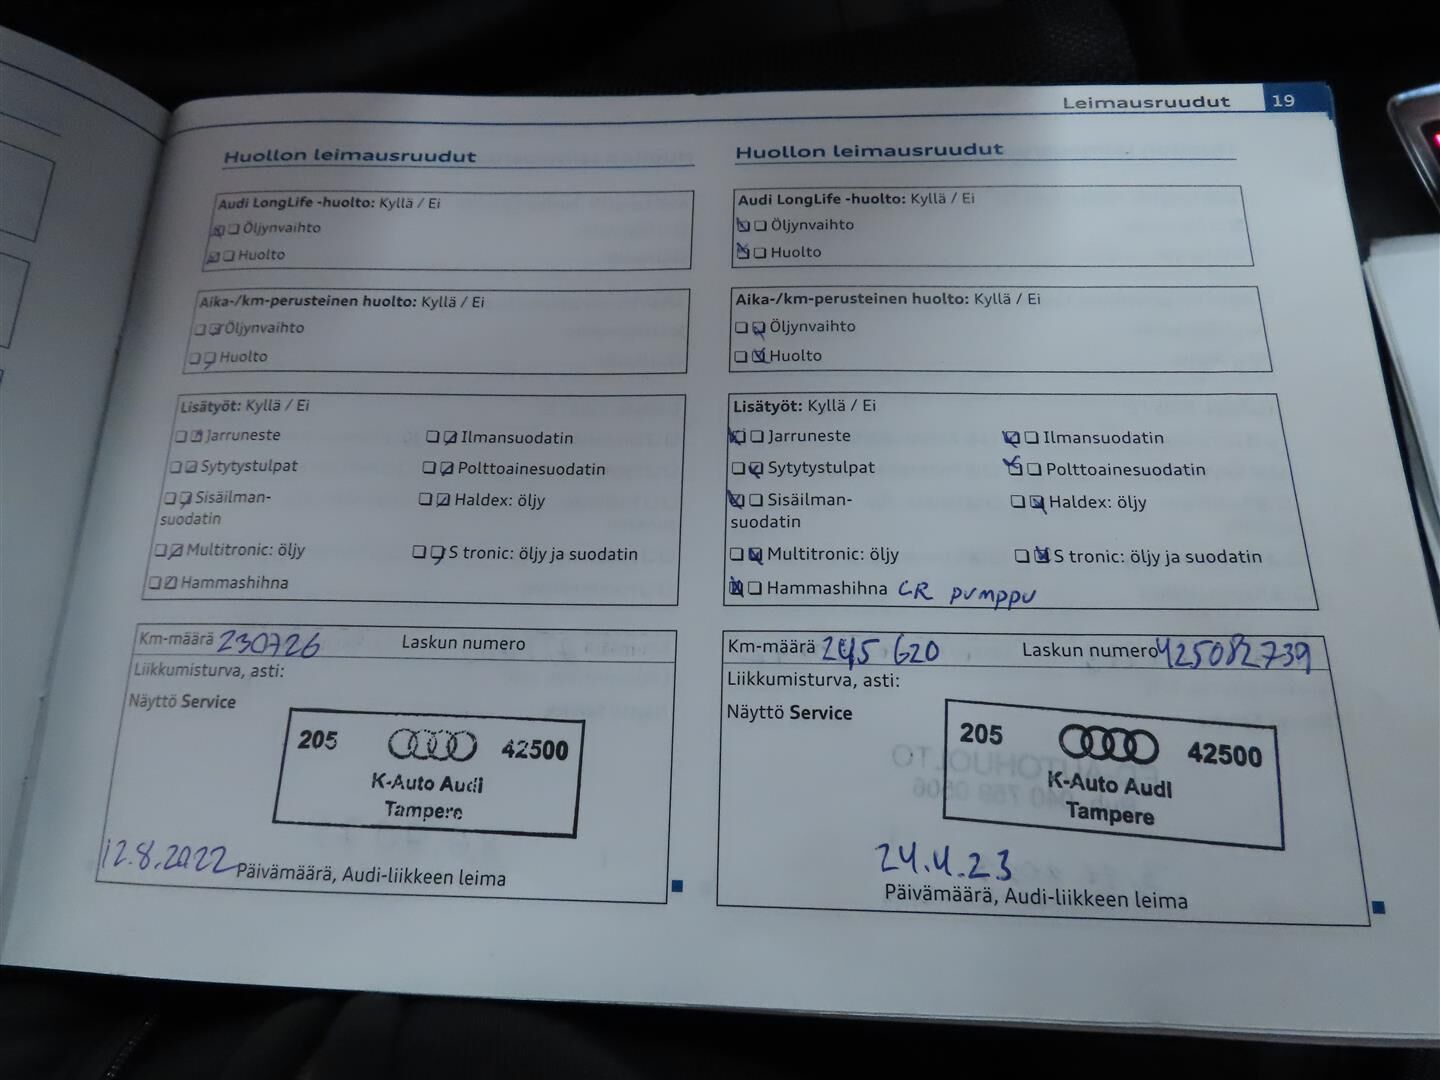 Leimausruudut 19
Huollon leimausruudut
Audi LongLife -huolto: Kyllä / Ei
Öljynvaihto
Huolto
Aika-/km-perusteinen huolto: Kyllä / Ei
Öljynvaihto
Huolto
Lisätyöt: Kyllä / Ei
Jarruneste
Ilmansuodatin
Sytytystulpat
Polttoainesuodatin
Sisäilman-
suodatin
Haldex: öljy
Multitronic: öljy
S tronic: öljy ja suodatin
Hammashihna
Km-määrä 230726 Laskun numero
Liikkumisturva, asti:
Näyttö Service
205 42500
K-Auto Audi
Tampere
12.8.2022 Päivämäärä, Audi-liikkeen leima
Huollon leimausruudut
Audi LongLife -huolto: Kyllä / Ei
Öljynvaihto
Huolto
Aika-/km-perusteinen huolto: Kyllä / Ei
Öljynvaihto
Huolto
Lisätyöt: Kyllä / Ei
Jarruneste
Ilmansuodatin
Sytytystulpat
Polttoainesuodatin
Sisäilman-
suodatin
Haldex: öljy
Multitronic: öljy
S tronic: öljy ja suodatin
Hammashihna CR pumppu
Km-määrä 245 620 Laskun numero 425082739
Liikkumisturva, asti:
Näyttö Service
205 42500
K-Auto Audi
Tampere
24.4.23
Päivämäärä, Audi-liikkeen leima